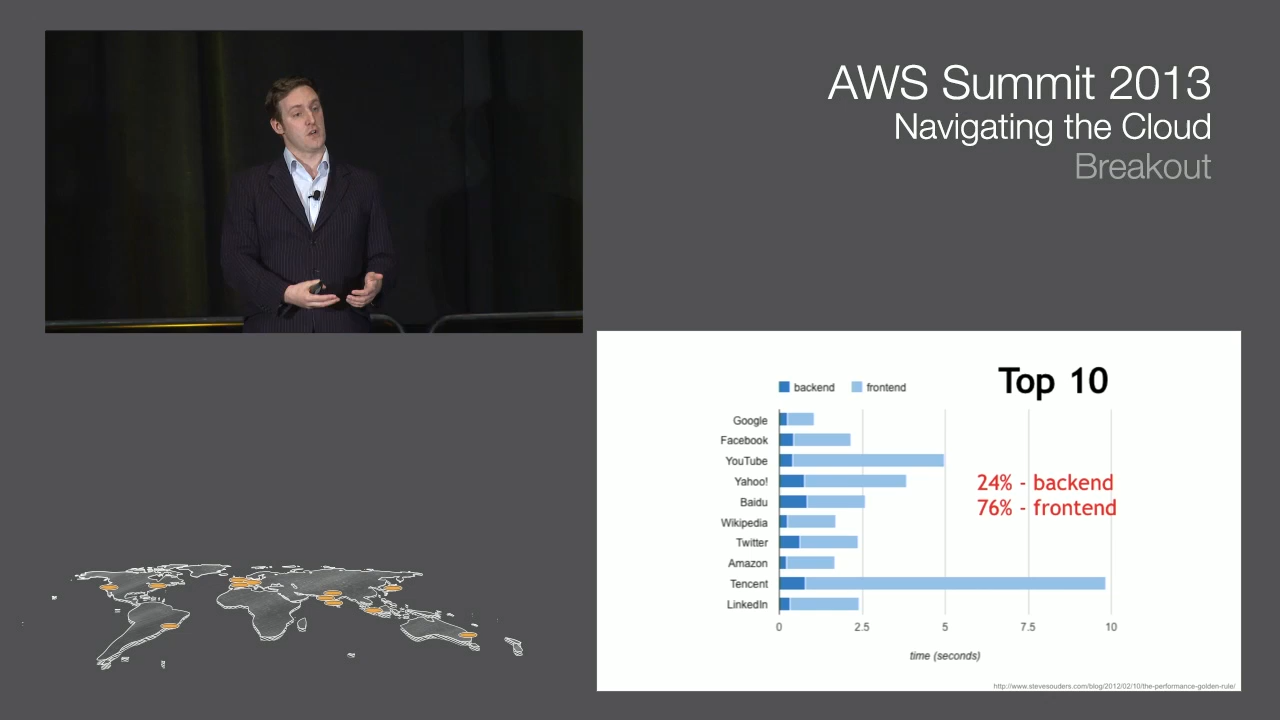 AWS Summit 2013
Navigating the Cloud
Breakout
Top 10
backend frontend
Google
Facebook
YouTube
Yahoo!
Baidu
Wikipedia
Twitter
Amazon
Tencent
LinkedIn
24% - backend
76% - frontend
0 2.5 5 7.5 10
time (seconds)
http://www.stevesouders.com/blog/2012/02/10/the-performance-golden-rule/